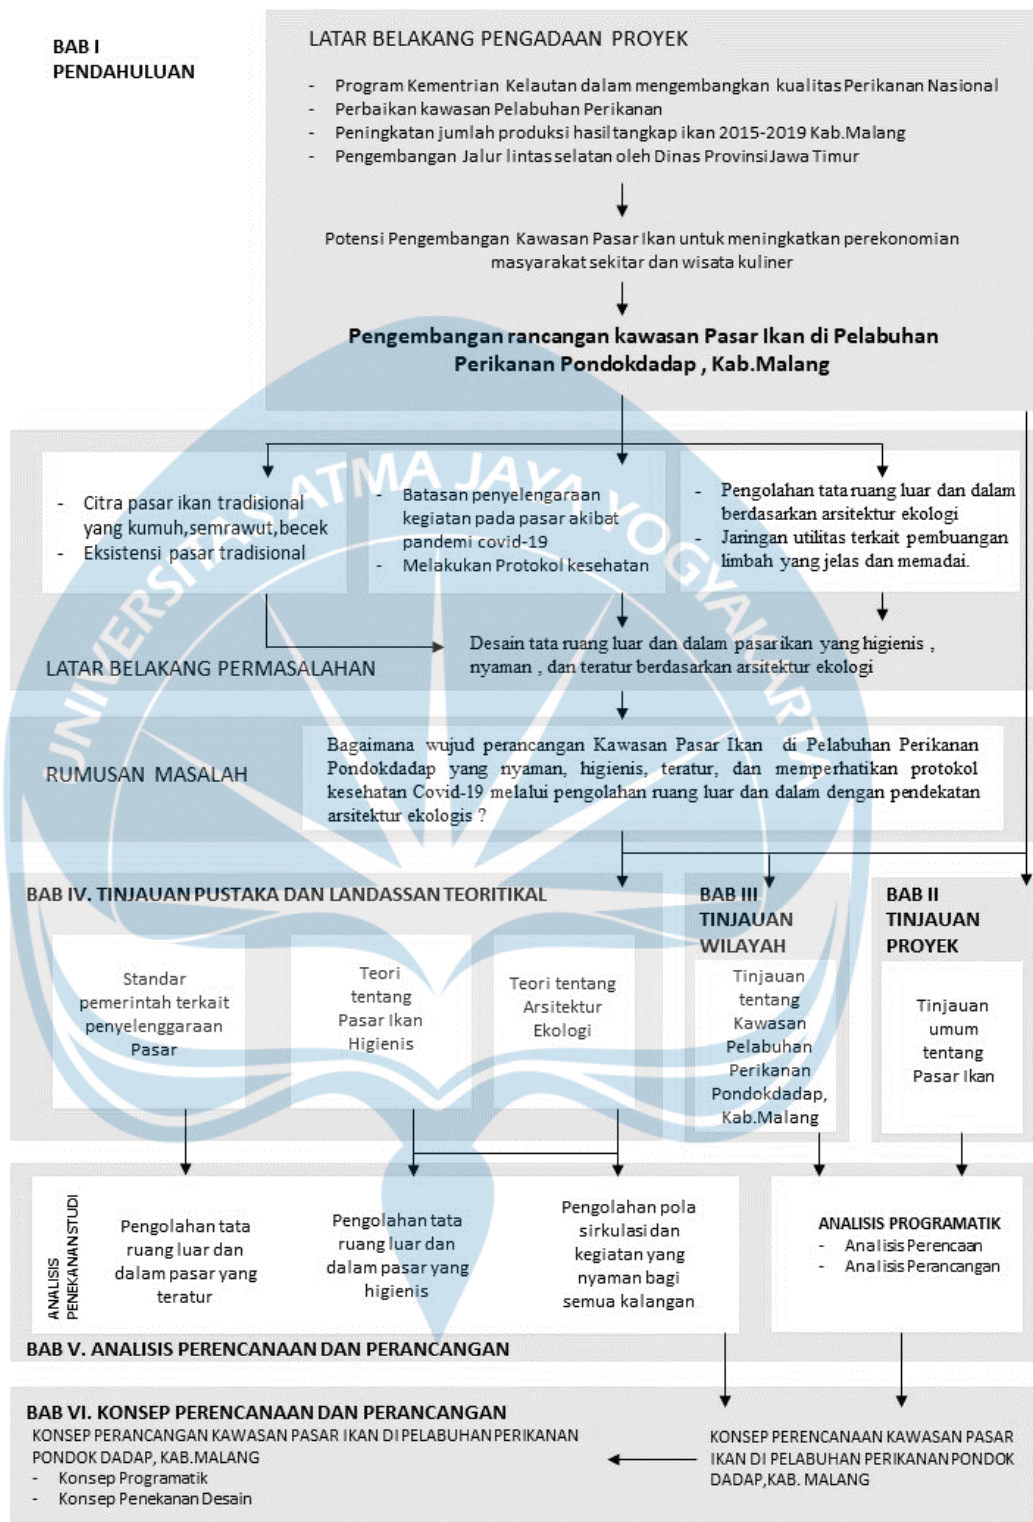 BAB I
PENDAHULUAN
LATAR BELAKANG PENGADAAN PROYEK
- Program Kementrian Kelautan dalam mengembangkan kualitas Perikanan Nasional
- Perbaikan kawasan Pelabuhan Perikanan
- Peningkatan jumlah produksi hasil tangkap ikan 2015-2019 Kab.Malang
- Pengembangan Jalur lintas selatan oleh Dinas Provinsi Jawa Timur
Potensi Pengembangan Kawasan Pasar Ikan untuk meningkatkan perekonomian
masyarakat sekitar dan wisata kuliner
Pengembangan rancangan kawasan Pasar Ikan di Pelabuhan
Perikanan Pondokdadap , Kab.Malang
UNIVERSITAS ATMA JAYA YOGYAKARTA
- Citra pasar ikan tradisional
yang kumuh,semrawut,becek
- Eksistensi pasar tradisional
- Batasan penyelengaraan
kegiatan pada pasar akibat
pandemi covid-19
- Melakukan Protokol kesehatan
- Pengolahan tata ruang luar dan dalam
berdasarkan arsitektur ekologi
- Jaringan utilitas terkait pembuangan
limbah yang jelas dan memadai.
Desain tata ruang luar dan dalam pasar ikan yang higienis ,
nyaman , dan teratur berdasarkan arsitektur ekologi
LATAR BELAKANG PERMASALAHAN
RUMUSAN MASALAH
Bagaimana wujud perancangan Kawasan Pasar Ikan di Pelabuhan Perikanan
Pondokdadap yang nyaman, higienis, teratur, dan memperhatikan protokol
kesehatan Covid-19 melalui pengolahan ruang luar dan dalam dengan pendekatan
arsitektur ekologis ?
BAB IV. TINJAUAN PUSTAKA DAN LANDASSAN TEORITIKAL
Standar
pemerintah terkait
penyelenggaraan
Pasar
Teori
tentang
Pasar Ikan
Higienis
Teori tentang
Arsitektur
Ekologi
BAB III
TINJAUAN
WILAYAH
Tinjauan
tentang
Kawasan
Pelabuhan
Perikanan
Pondokdadap,
Kab.Malang
BAB II
TINJAUAN
PROYEK
Tinjauan
umum
tentang
Pasar Ikan
ANALISIS
PENEKANAN STUDI
Pengolahan tata
ruang luar dan
dalam pasar yang
teratur
Pengolahan tata
ruang luar dan
dalam pasar yang
higienis
Pengolahan pola
sirkulasi dan
kegiatan yang
nyaman bagi
semua kalangan
ANALISIS PROGRAMATIK
- Analisis Perencaan
- Analisis Perancangan
BAB V. ANALISIS PERENCANAAN DAN PERANCANGAN
BAB VI. KONSEP PERENCANAAN DAN PERANCANGAN
KONSEP PERANCANGAN KAWASAN PASAR IKAN DI PELABUHAN PERIKANAN
PONDOK DADAP, KAB.MALANG
- Konsep Programatik
- Konsep Penekanan Desain
KONSEP PERENCANAAN KAWASAN PASAR
IKAN DI PELABUHAN PERIKANAN PONDOK
DADAP,KAB. MALANG